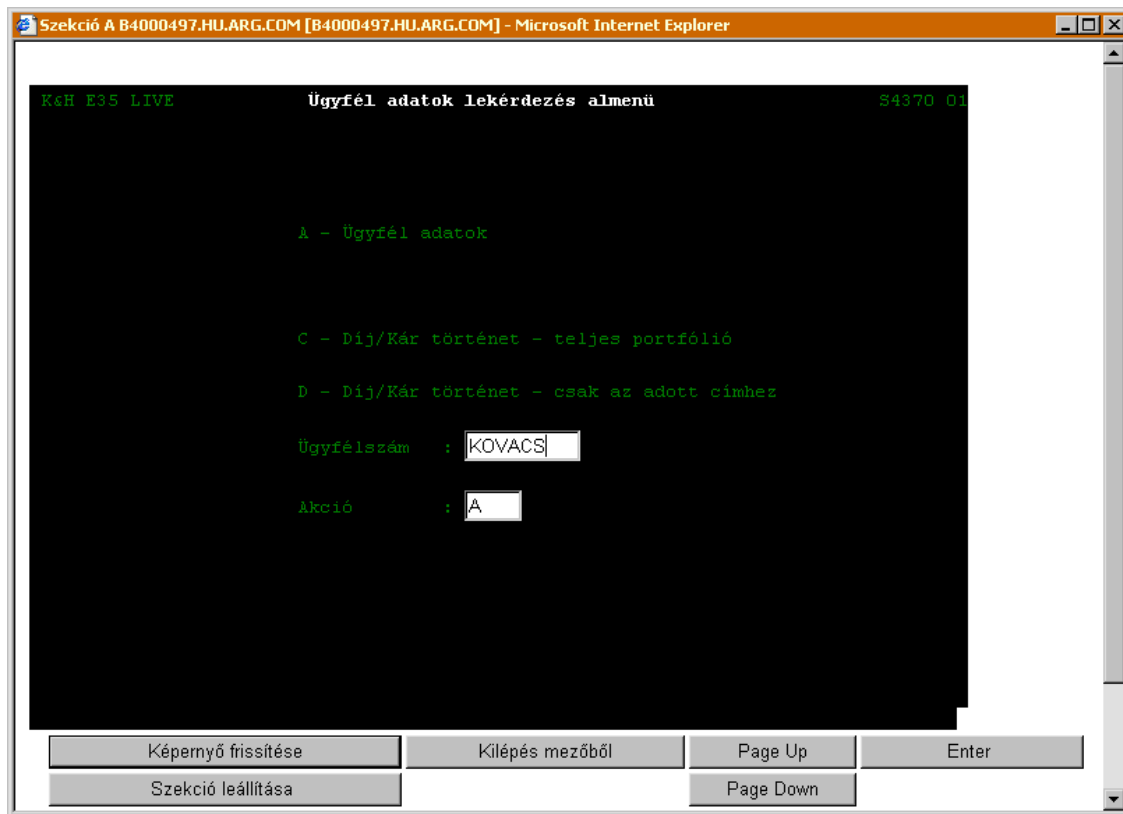 Szekció A B4000497.HU.ARG.COM [B4000497.HU.ARG.COM] - Microsoft Internet Explorer
K&H E35 LIVE Ügyfél adatok lekérdezés almenü S4370 01
A - Ügyfél adatok
C - Díj/Kár történet - teljes portfólió
D - Díj/Kár történet - csak az adott címhez
Ügyfélszám : KOVACS
Akció : A
Képernyő frissítése Kilépés mezőből Page Up Enter
Szekció leállítása Page Down